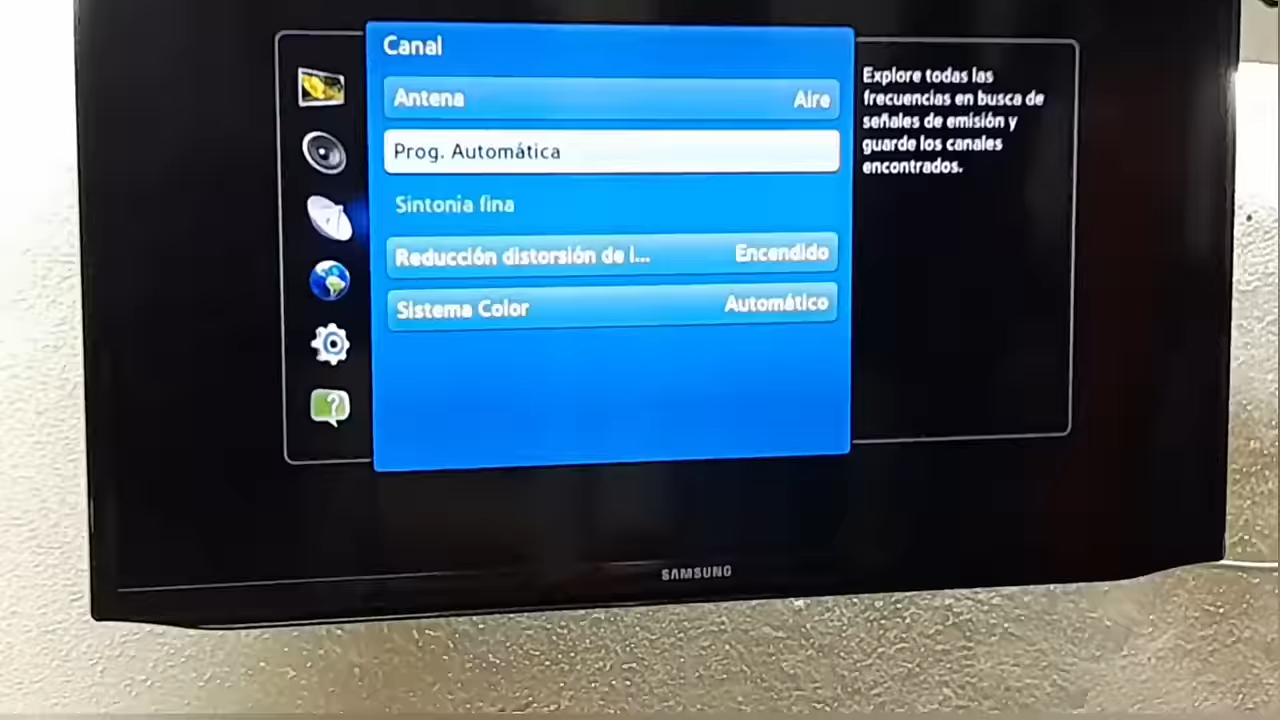 Canal
Antena Aire
Prog. Automática
Sintonia fina
Reducción distorsión de l... Encendido
Sistema Color Automático
Explore todas las
frecuencias en busca de
señales de emisión y
guarde los canales
encontrados.
?
SAMSUNG